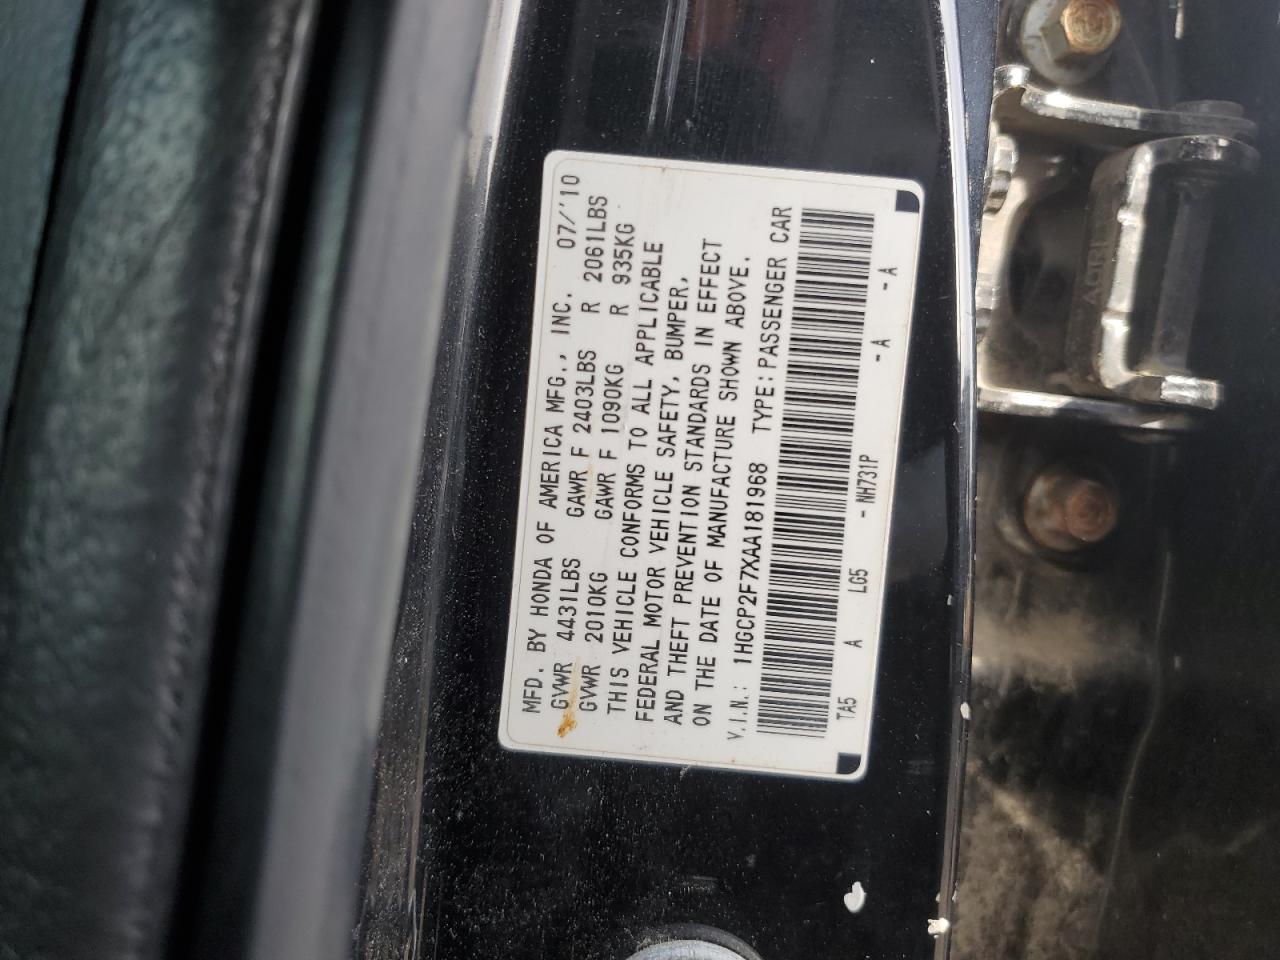 MFD. BY HONDA OF AMERICA MFG., INC. 07/'10
GVWR 4431LBS GAWR F 2403LBS R 2061LBS
GVWR 2010KG GAWR F 1090KG R 935KG
THIS VEHICLE CONFORMS TO ALL APPLICABLE
FEDERAL MOTOR VEHICLE SAFETY, BUMPER,
AND THEFT PREVENTION STANDARDS IN EFFECT
ON THE DATE OF MANUFACTURE SHOWN ABOVE.
V.I.N.: 1HGCP2F7XAA181968 TYPE:PASSENGER CAR
TA5 A LG5 - NH731P - A - A